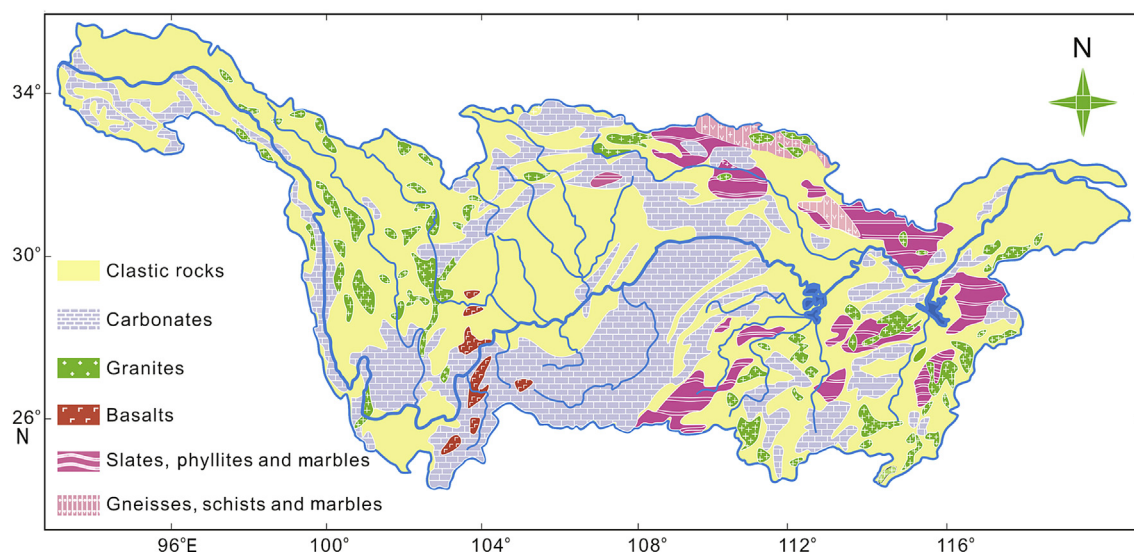 N
34°
30°
26°
N
Clastic rocks
Carbonates
Granites
Basalts
Slates, phyllites and marbles
Gneisses, schists and marbles
96°E
100°
104°
108°
112°
116°